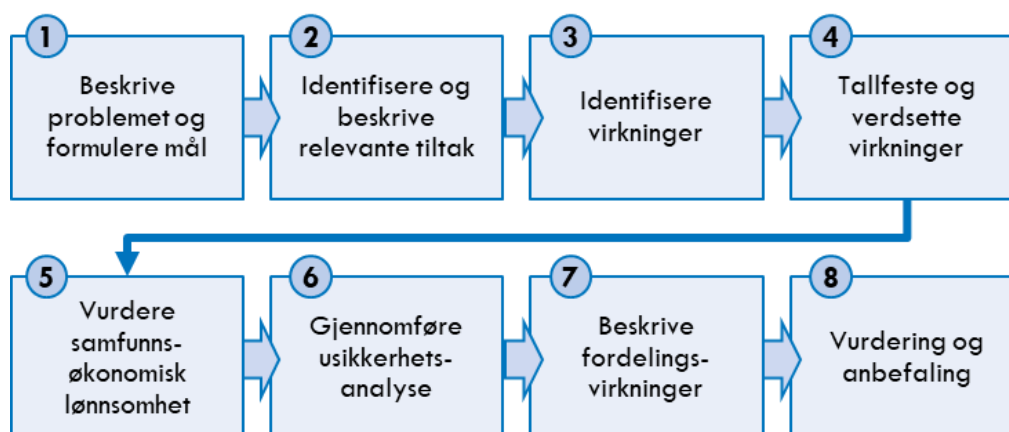 1
Beskrive
problemet og
formulere mål
2
Identifisere og
beskrive
relevante tiltak
3
Identifisere
virkninger
4
Tallfeste og
verdsette
virkninger
5
Vurdere
samfunns-
økonomisk
lønnsomhet
6
Gjennomføre
usikkerhets-
analyse
7
Beskrive
fordelings-
virkninger
8
Vurdering og
anbefaling